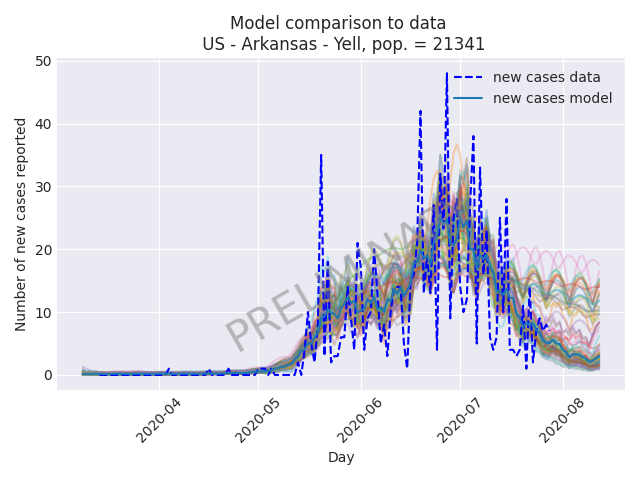 Model comparison to data
US - Arkansas - Yell, pop. = 21341
Number of new cases reported
50
40
30
20
10
0
new cases data
new cases model
2020-04
2020-05
2020-06
2020-07
2020-08
Day